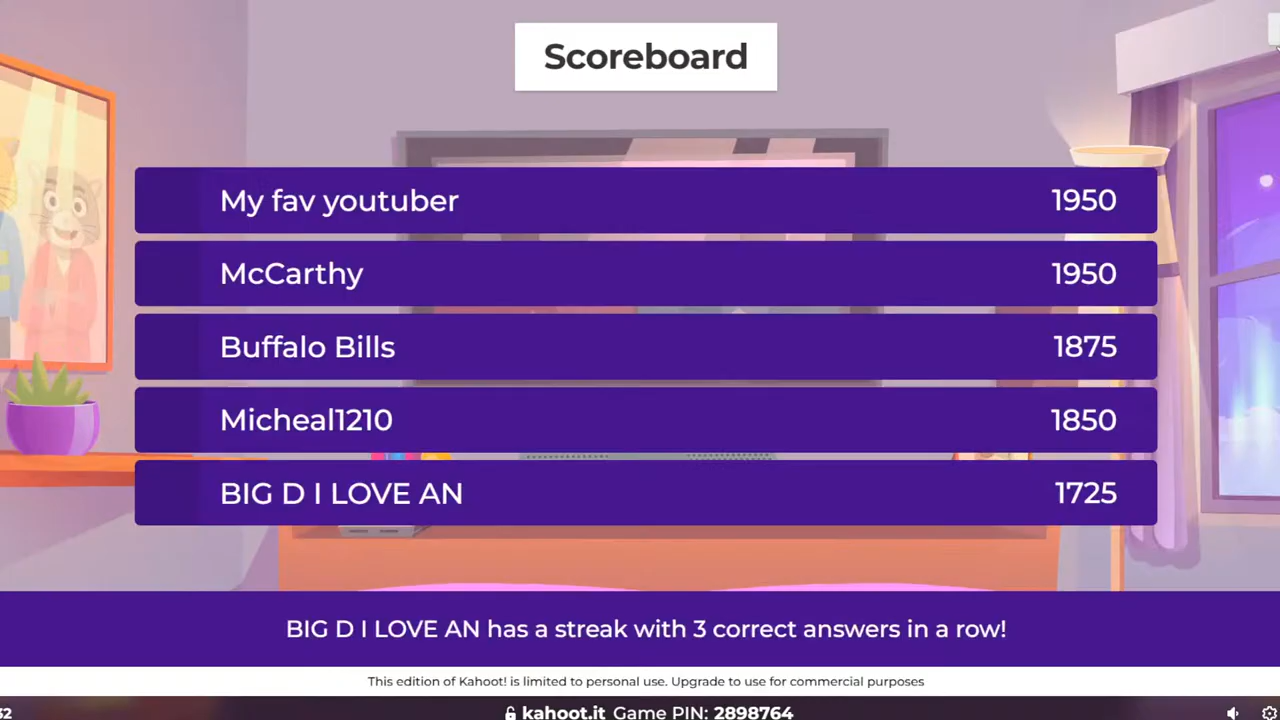 Scoreboard
My fav youtuber 1950
McCarthy 1950
Buffalo Bills 1875
Micheal1210 1850
BIG D I LOVE AN 1725
BIG D I LOVE AN has a streak with 3 correct answers in a row!
This edition of Kahoot! is limited to personal use. Upgrade to use for commercial purposes
kahoot.it Game PIN: 2898764